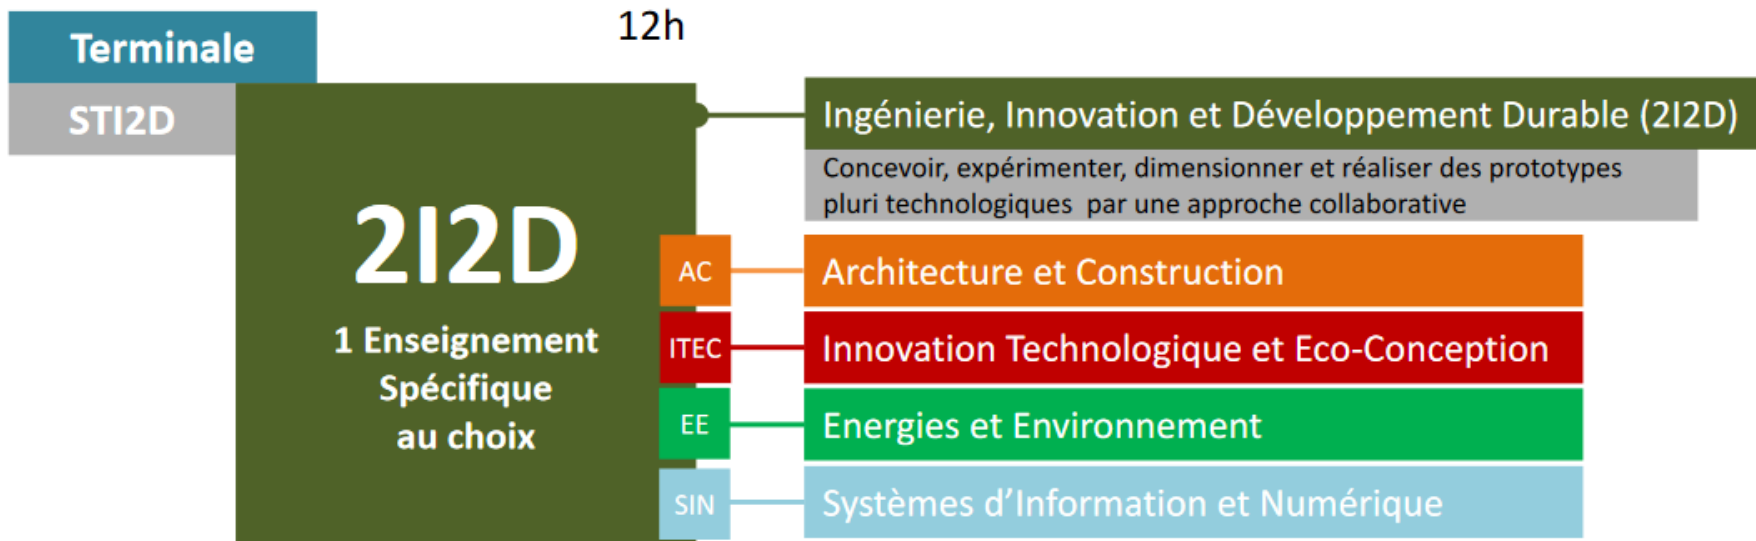 Terminale
12h
STI2D
2I2D
1 Enseignement
Spécifique
au choix
Ingénierie, Innovation et Développement Durable (2I2D)
Concevoir, expérimenter, dimensionner et réaliser des prototypes
pluri technologiques par une approche collaborative
AC
Architecture et Construction
ITEC
Innovation Technologique et Eco-Conception
EE
Energies et Environnement
SIN
Systèmes d’Information et Numérique